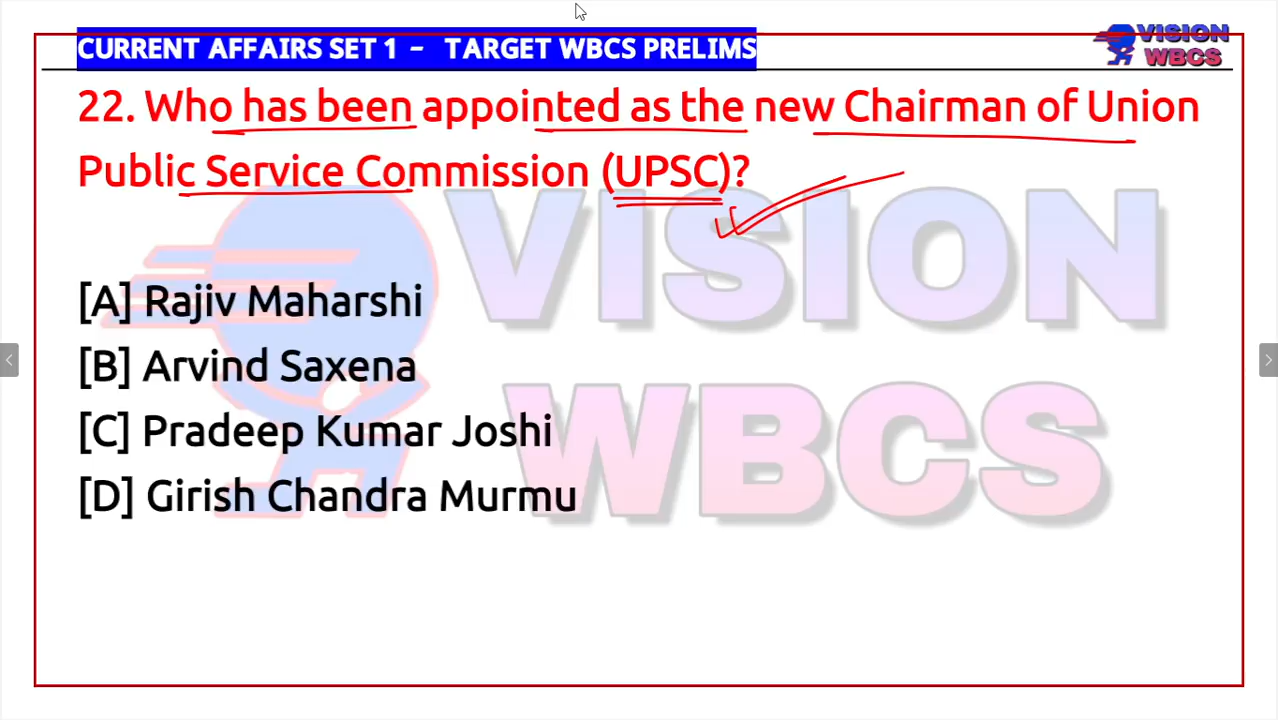 CURRENT AFFAIRS SET 1 – TARGET WBCS PRELIMS
VISION
WBCS
22. Who has been appointed as the new Chairman of Union
Public Service Commission (UPSC)?
VISION
WBCS
[A] Rajiv Maharshi
[B] Arvind Saxena
[C] Pradeep Kumar Joshi
[D] Girish Chandra Murmu